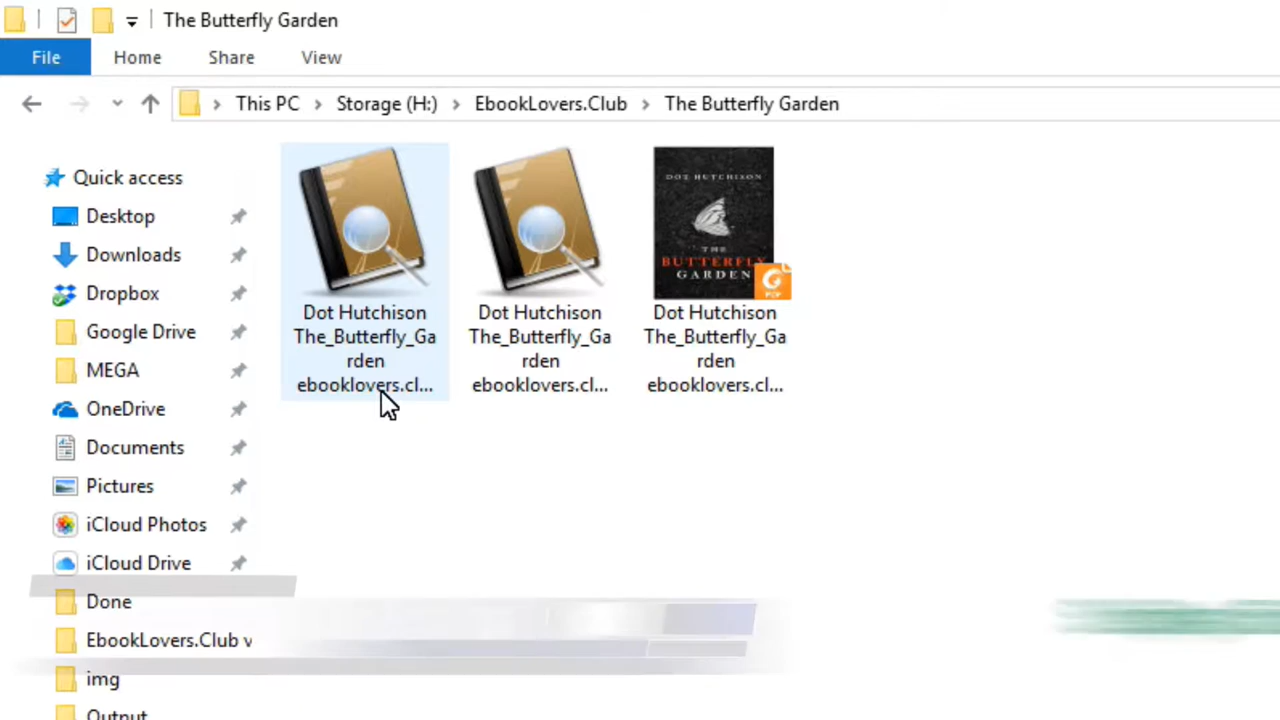 The Butterfly Garden
File Home Share View
This PC Storage (H:) EbookLovers.Club The Butterfly Garden
Quick access
Desktop
Downloads
Dropbox
Google Drive
MEGA
OneDrive
Documents
Pictures
iCloud Photos
iCloud Drive
Done
EbookLovers.Club v
img
Output
Dot Hutchison
The_Butterfly_Ga
rden
ebooklovers.cl...
Dot Hutchison
The_Butterfly_Ga
rden
ebooklovers.cl...
DOT HUTCHISON
THE
BUTTERFLY
GARDEN
PDF
Dot Hutchison
The_Butterfly_Ga
rden
ebooklovers.cl...